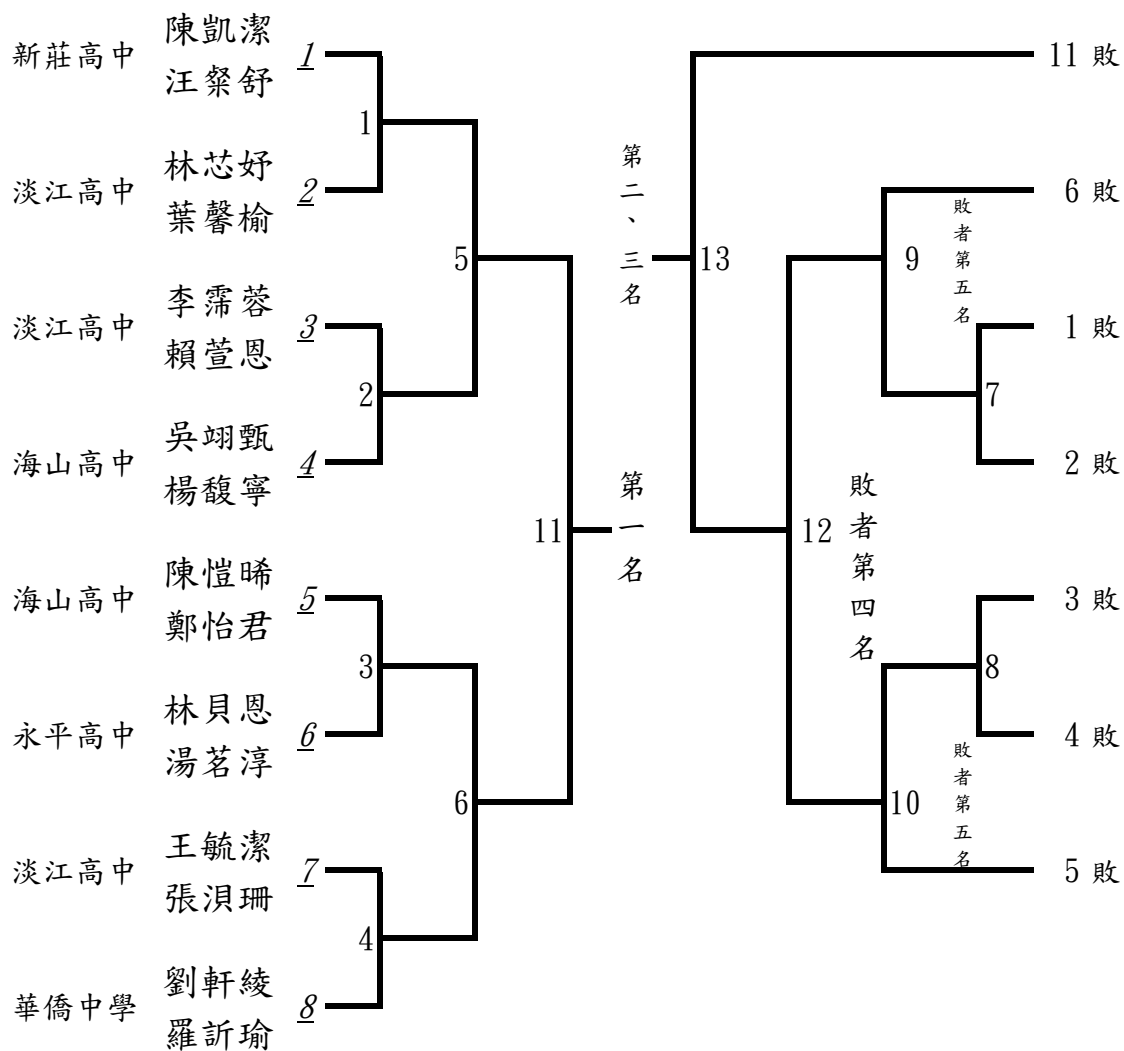 新莊高中 陳凱潔 1
汪粲舒
1
淡江高中 林芯妤 2
葉馨榆
5
淡江高中 李霈蓉 3
賴萱恩
2
海山高中 吳翊甄 4
楊馥寧
11 第一名
海山高中 陳愷晞 5
鄭怡君
3
永平高中 林貝恩 6
湯茗淳
6
淡江高中 王毓潔 7
張浿珊
4
華僑中學 劉軒綾 8
羅訢瑜
11 敗
第二、三名 13
6 敗
9 敗者第五名
1 敗
7
2 敗
12 敗者第四名
3 敗
8
4 敗
10 敗者第五名
5 敗